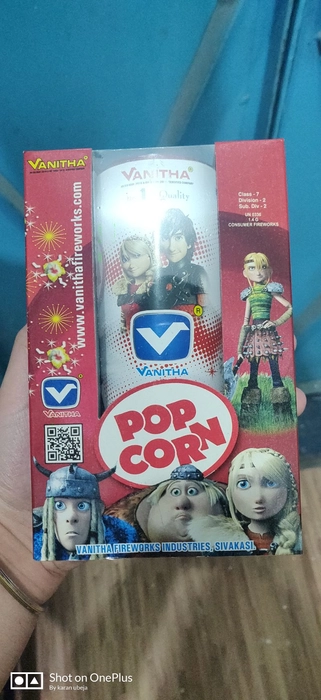 VANITHA
www.vanithafireworks.com
VANITHA
VANITHA
Quality
VANITHA
Class - 7
Division - 2
Sub. Div - 2
CONSUMER FIREWORKS
POP
CORN
VANITHA FIREWORKS INDUSTRIES, SIVAKASI
Shot on OnePlus
By karan ubeja